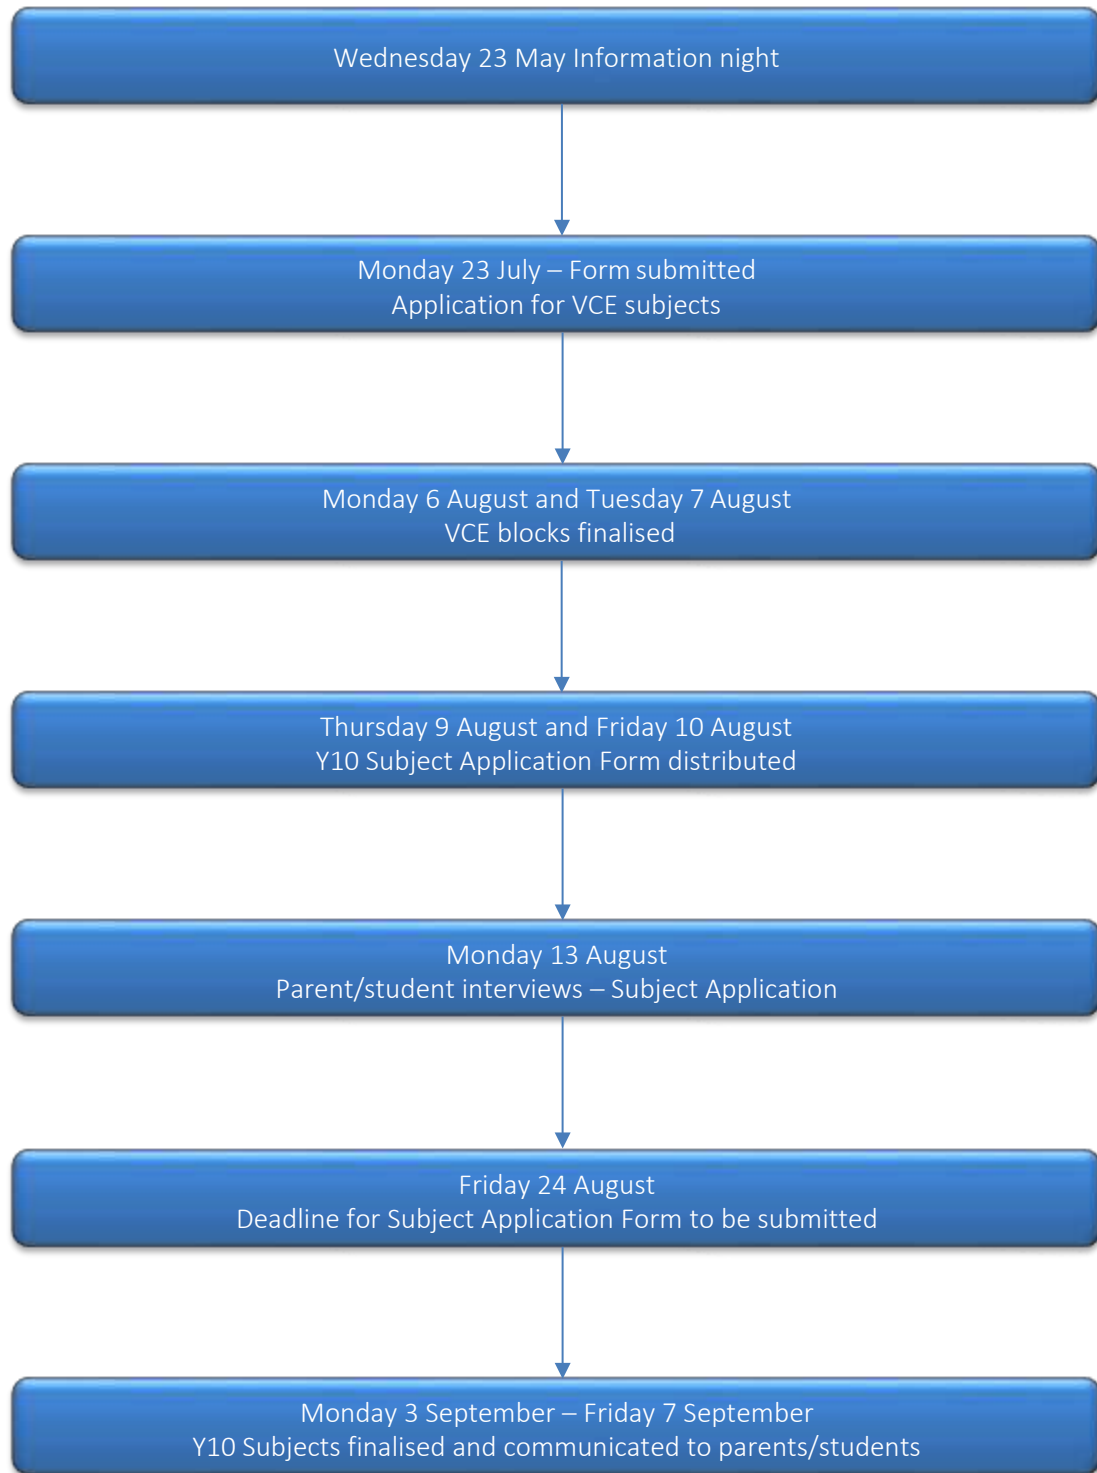 Wednesday 23 May Information night
Monday 23 July – Form submitted
Application for VCE subjects
Monday 6 August and Tuesday 7 August
VCE blocks finalised
Thursday 9 August and Friday 10 August
Y10 Subject Application Form distributed
Monday 13 August
Parent/student interviews – Subject Application
Friday 24 August
Deadline for Subject Application Form to be submitted
Monday 3 September – Friday 7 September
Y10 Subjects finalised and communicated to parents/students